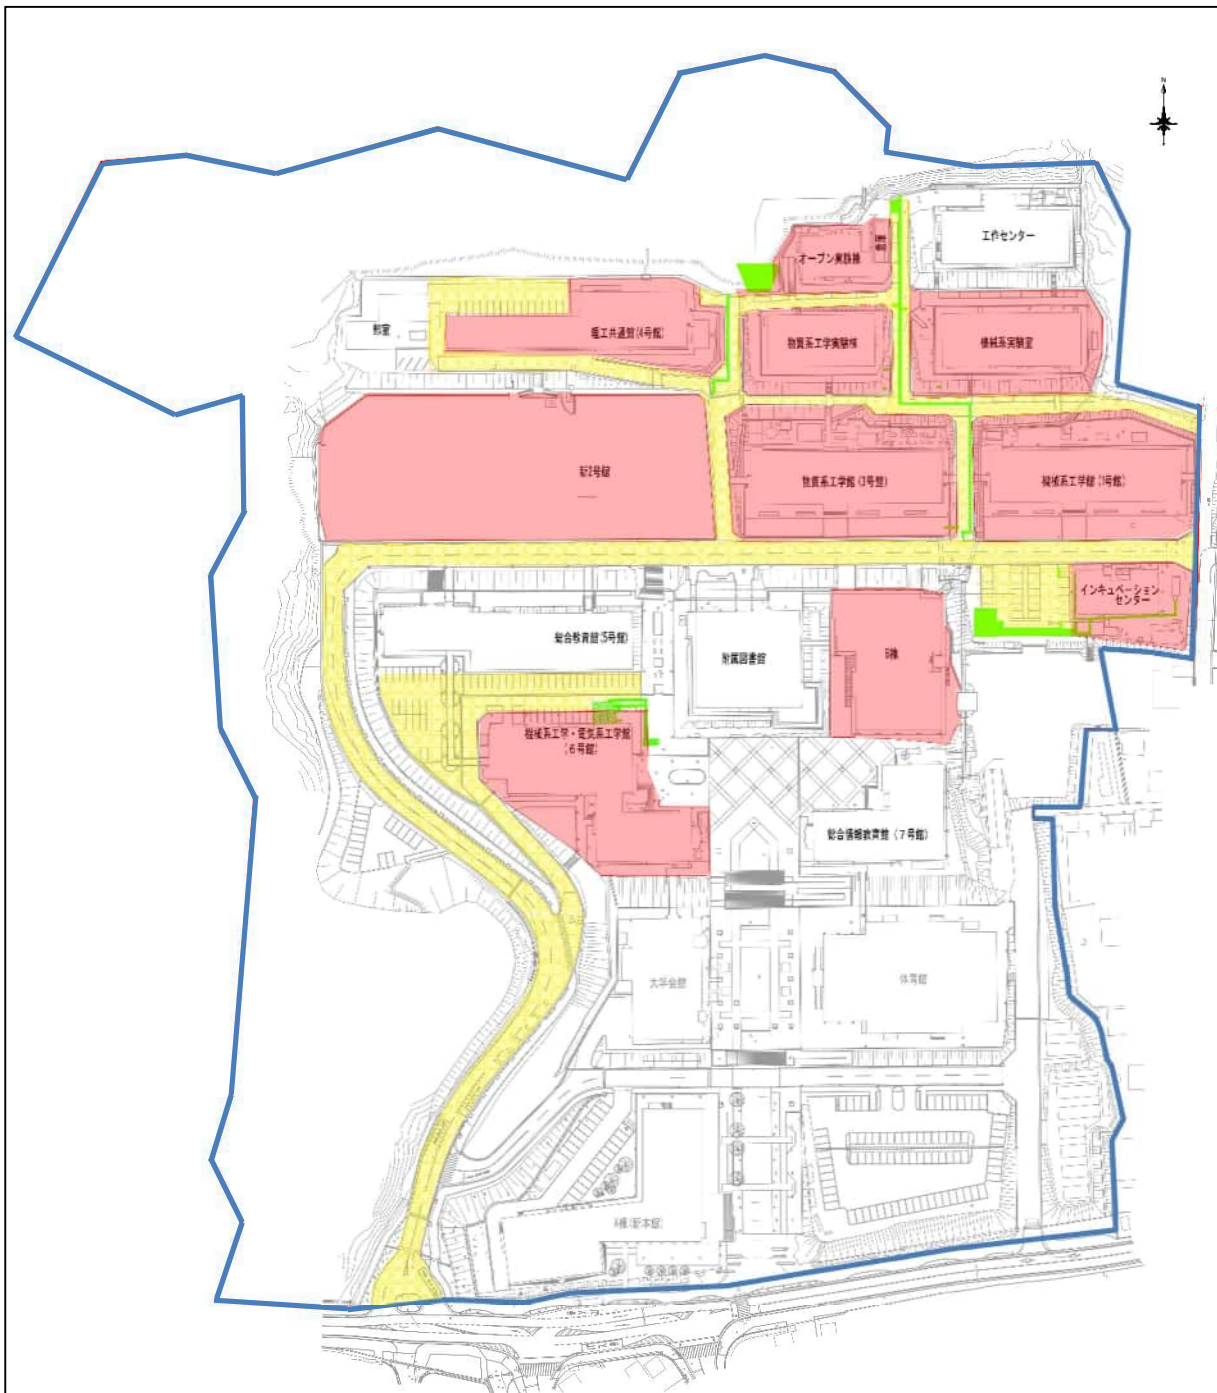 N
工作センター
オープン実験棟
部室
理工共通館(4号館)
物質系工学実験棟
機械系実験室
新2号館
物質系工学館(3号館)
機械系工学館(1号館)
インキュベーション
センター
総合教育館(5号館)
附属図書館
B棟
機械系工学・電気系工学館
(6号館)
総合情報教育館(7号館)
大学会館
体育館
A棟(新本館)